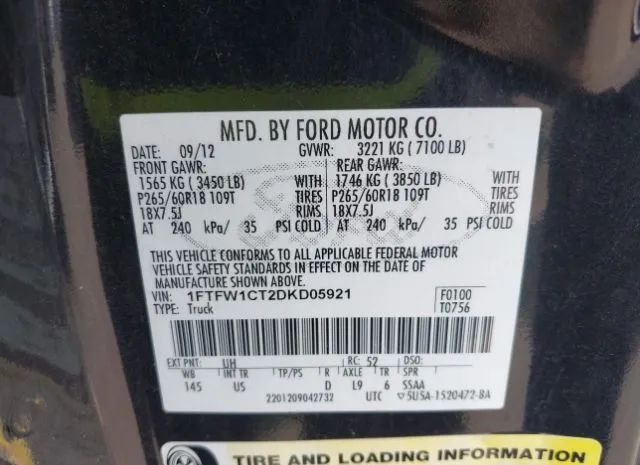 MFD. BY FORD MOTOR CO.
DATE: 09/12 GVWR: 3221 KG ( 7100 LB)
FRONT GAWR: REAR GAWR:
1565 KG ( 3450 LB) WITH 1746 KG ( 3850 LB) WITH
P265/60R18 109T TIRES P265/60R18 109T TIRES
18X7.5J RIMS 18X7.5J RIMS
AT 240 kPa/ 35 PSI COLD AT 240 kPa/ 35 PSI COLD
THIS VEHICLE CONFORMS TO ALL APPLICABLE FEDERAL MOTOR
VEHICLE SAFETY STANDARDS IN EFFECT ON THE DATE OF
MANUFACTURE SHOWN ABOVE.
VIN: 1FTFW1CT2DKD05921 F0100
TYPE: Truck T0756
EXT PNT: UH RC: 52 DSO:
WB INT TR TP/PS R AXLE TR SPR
145 US D L9 6 SSAA
2201209042732 UTC ▽5U5A-1520472-BA
TIRE AND LOADING INFORMATION